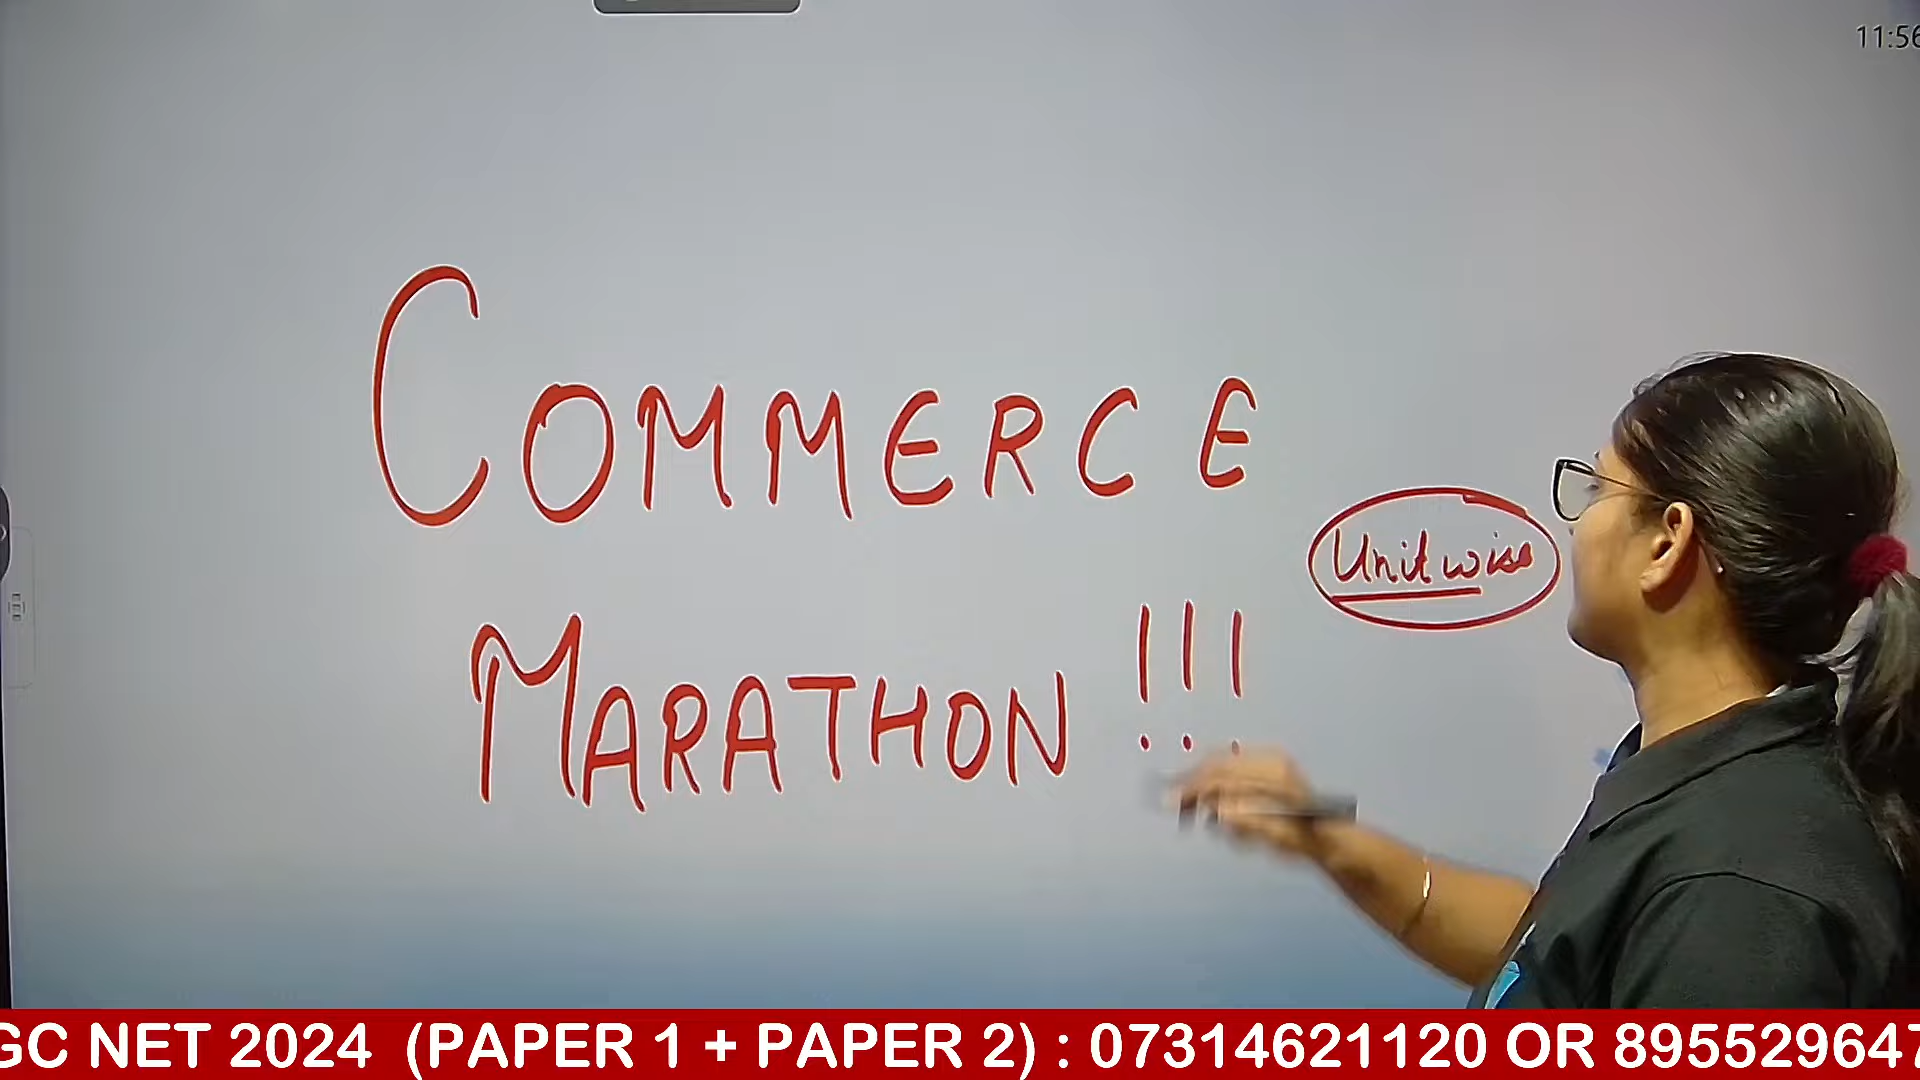 11:56
COMMERCE
Unitwise
MARATHON !!!
GC NET 2024 (PAPER 1 + PAPER 2) : 07314621120 OR 895529647